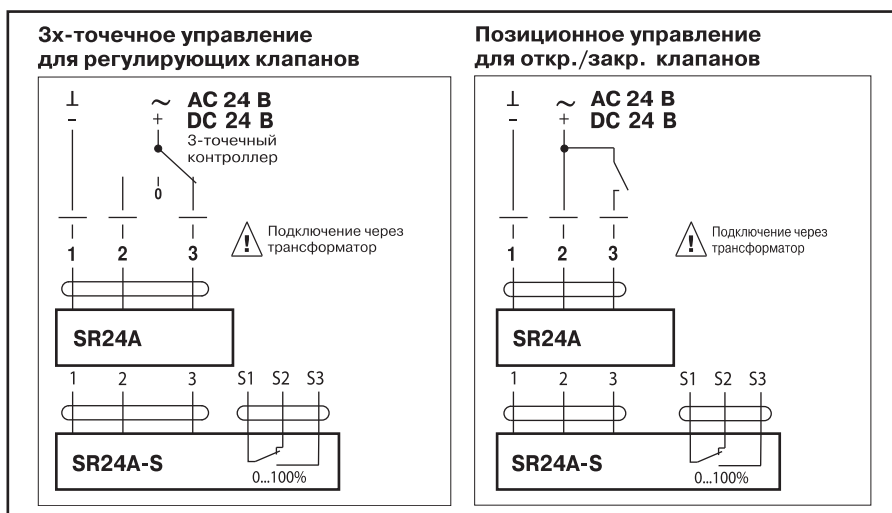 3х-точечное управление
для регулирующих клапанов
⊥ ~ AC 24 В
– + DC 24 В
3-точечный
контроллер
0
Подключение через
трансформатор
!
1 2 3
SR24A
1 2 3 S1 S2 S3
SR24A-S
0...100%
Позиционное управление
для откр./закр. клапанов
⊥ ~ AC 24 В
– + DC 24 В
Подключение через
трансформатор
!
1 2 3
SR24A
1 2 3 S1 S2 S3
SR24A-S
0...100%